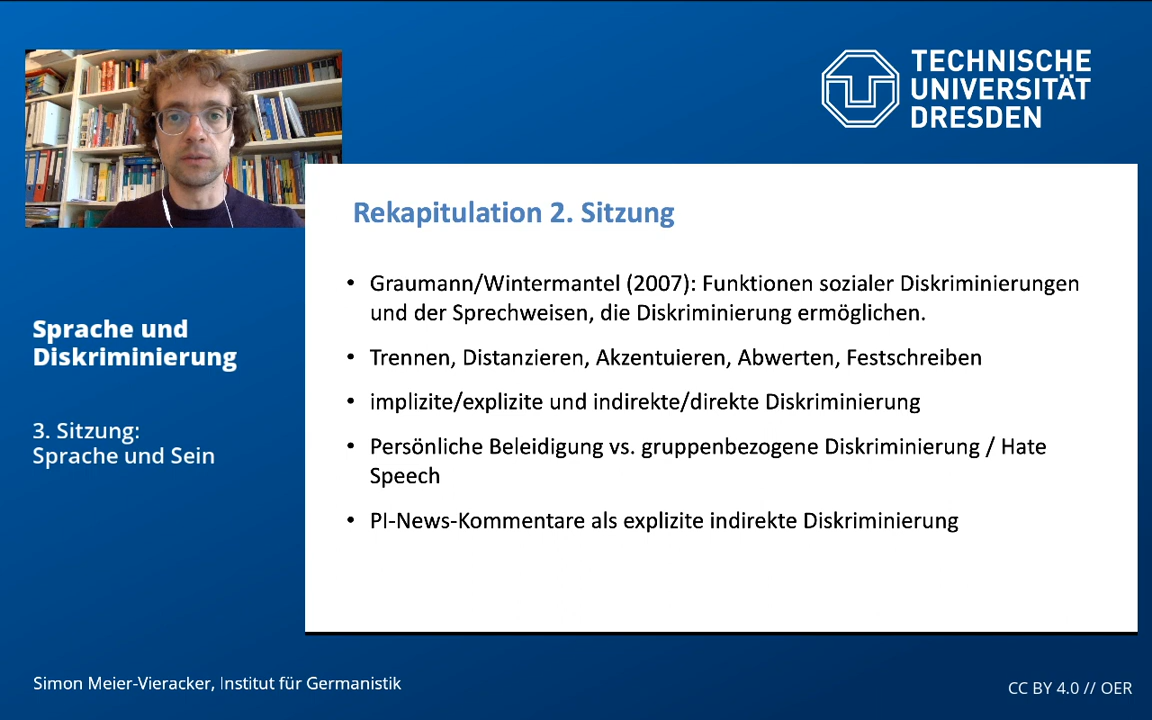 TECHNISCHE
UNIVERSITÄT
DRESDEN
Rekapitulation 2. Sitzung
• Graumann/Wintermantel (2007): Funktionen sozialer Diskriminierungen
und der Sprechweisen, die Diskriminierung ermöglichen.
• Trennen, Distanzieren, Akzentuieren, Abwerten, Festschreiben
• implizite/explizite und indirekte/direkte Diskriminierung
• Persönliche Beleidigung vs. gruppenbezogene Diskriminierung / Hate
Speech
• PI-News-Kommentare als explizite indirekte Diskriminierung
Sprache und
Diskriminierung
3. Sitzung:
Sprache und Sein
Simon Meier-Vieracker, Institut für Germanistik
CC BY 4.0 // OER